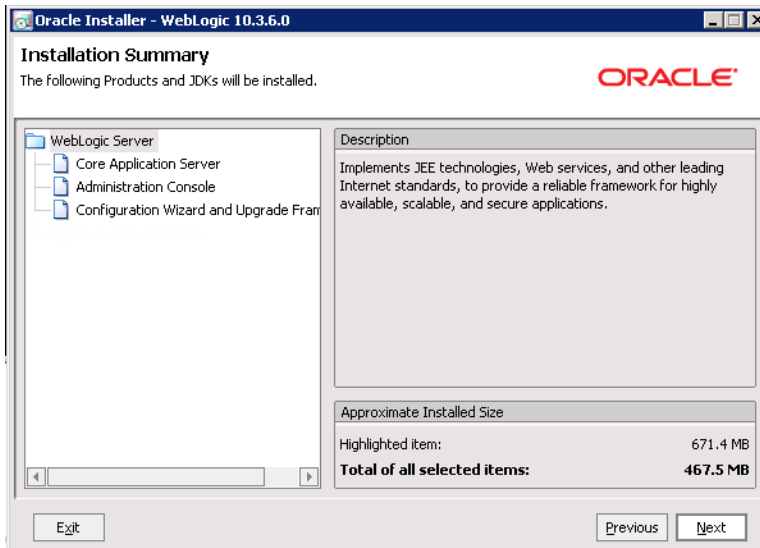 Oracle Installer - WebLogic 10.3.6.0
Installation Summary
The following Products and JDKs will be installed.
ORACLE
WebLogic Server
Core Application Server
Administration Console
Configuration Wizard and Upgrade Fram
Description
Implements JEE technologies, Web services, and other leading
Internet standards, to provide a reliable framework for highly
available, scalable, and secure applications.
Approximate Installed Size
Highlighted item: 671.4 MB
Total of all selected items: 467.5 MB
Exit
Previous
Next